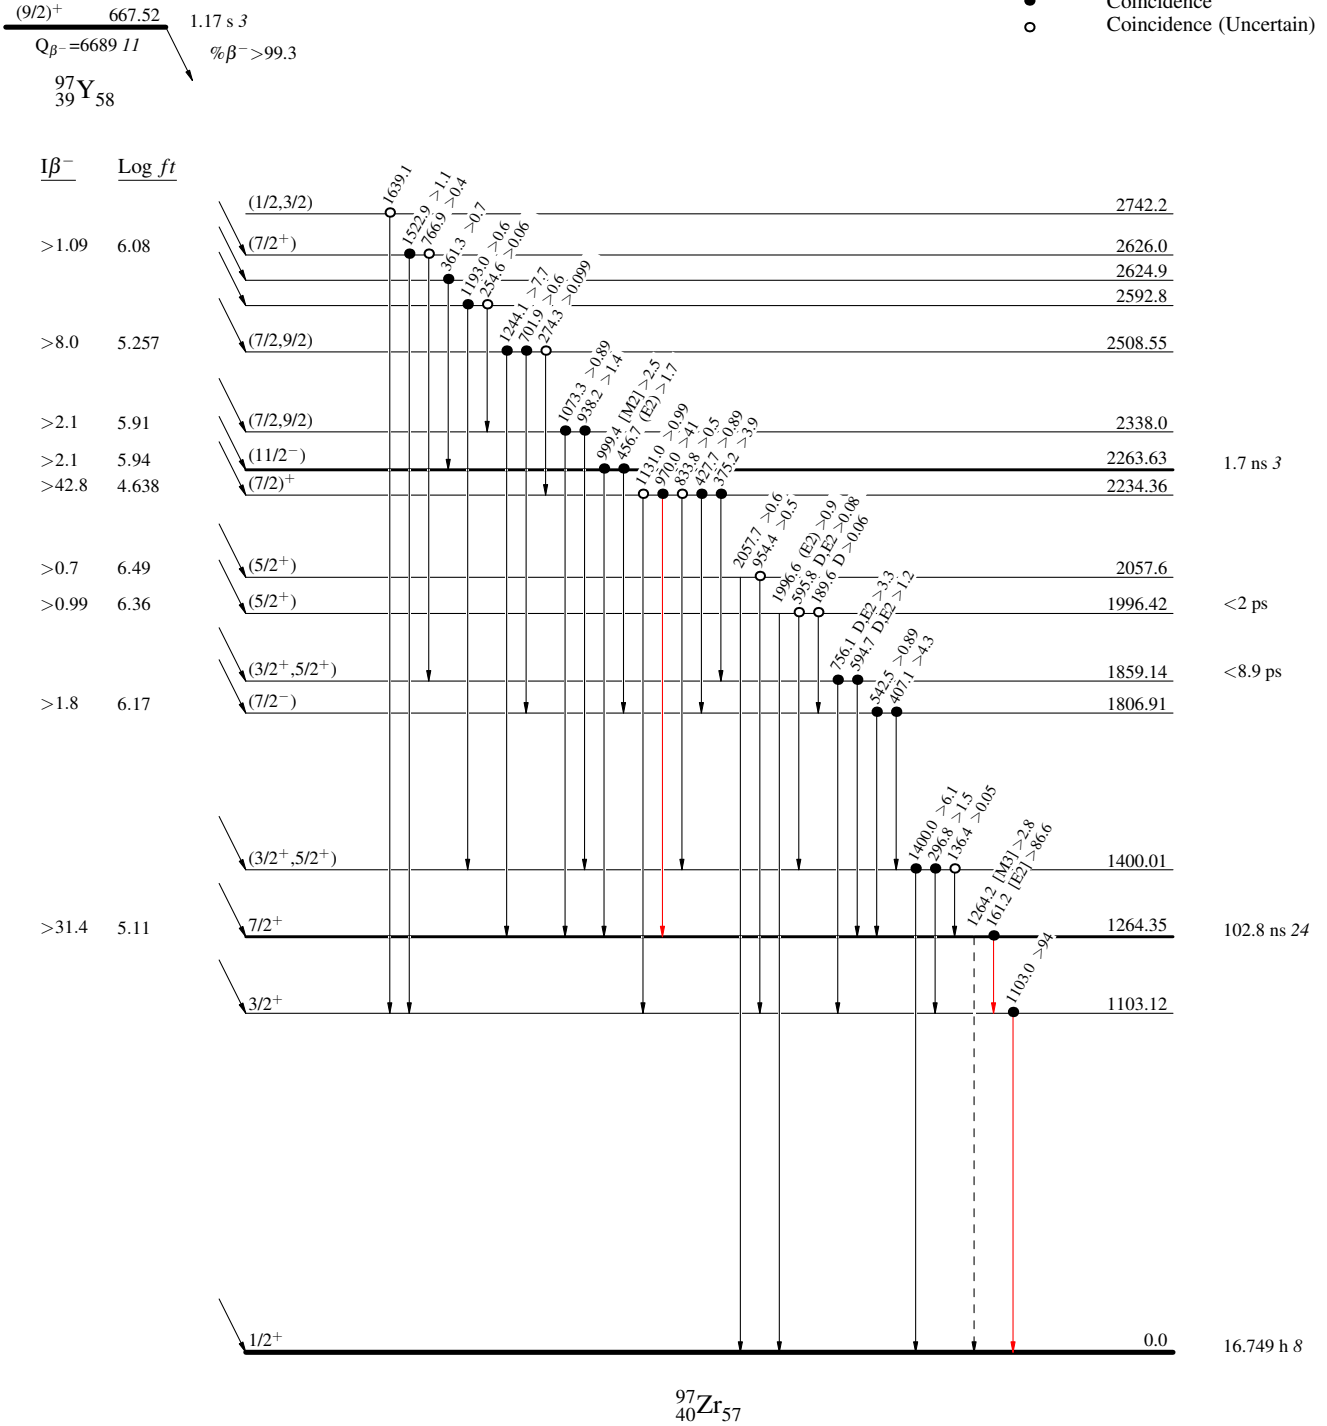 (9/2)⁺ 667.52 1.17 s 3
Q_β⁻=6689 11 %β⁻>99.3
⁹⁷₃₉Y₅₈
Coincidence
Coincidence (Uncertain)
Iβ⁻ Log ft
1639.1
1522.9 >1.1
766.9 >0.4
361.3 >0.7
1193.0 >0.6
254.6 >0.06
1244.1 >7.7
701.9 >0.6
274.3 >0.099
1073.3 >0.89
938.2 >1.4
999.4 [M2] >2.5
456.7 (E2) >1.7
1131.0 >0.99
970.0 >41
833.8 >0.5
427.7 >0.89
375.2 >3.9
2057.7 >0.6
954.4 >0.5
1996.6 (E2) >0.9
595.8 D,E2 >0.08
189.6 D >0.06
756.1 D,E2 >3.3
594.7 D,E2 >1.2
542.5 >0.89
407.1 >4.3
1400.0 >6.1
296.8 >1.5
136.4 >0.05
1264.2 [M3] >2.8
161.2 [E2] >86.6
1103.0 >94
(1/2,3/2) 2742.2
>1.09 6.08 (7/2⁺) 2626.0
2624.9
2592.8
>8.0 5.257 (7/2,9/2) 2508.55
>2.1 5.91 (7/2,9/2) 2338.0
>2.1 5.94 (11/2⁻) 2263.63 1.7 ns 3
>42.8 4.638 (7/2)⁺ 2234.36
>0.7 6.49 (5/2⁺) 2057.6
>0.99 6.36 (5/2⁺) 1996.42 <2 ps
(3/2⁺,5/2⁺) 1859.14 <8.9 ps
>1.8 6.17 (7/2⁻) 1806.91
(3/2⁺,5/2⁺) 1400.01
>31.4 5.11 7/2⁺ 1264.35 102.8 ns 24
3/2⁺ 1103.12
1/2⁺ 0.0 16.749 h 8
⁹⁷₄₀Zr₅₇